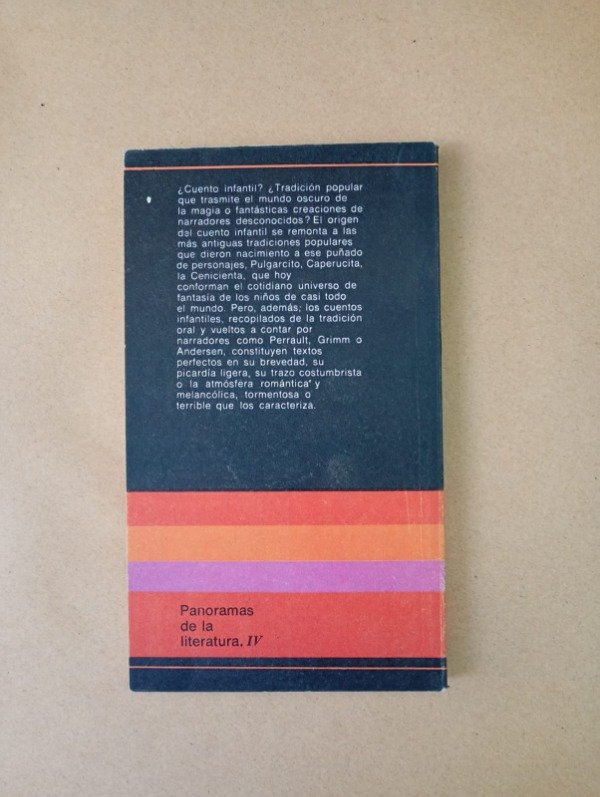 ¿Cuento infantil? ¿Tradición popular
que trasmite el mundo oscuro de
la magia o fantásticas creaciones de
narradores desconocidos? El origen
del cuento infantil se remonta a las
más antiguas tradiciones populares
que dieron nacimiento a ese puñado
de personajes, Pulgarcito, Caperucita,
la Cenicienta, que hoy
conforman el cotidiano universo de
fantasía de los niños de casi todo
el mundo. Pero, además, los cuentos
infantiles, recopilados de la tradición
oral y vueltos a contar por
narradores como Perrault, Grimm o
Andersen, constituyen textos
perfectos en su brevedad, su
picardía ligera, su trazo costumbrista
o la atmósfera romántica y
melancólica, tormentosa o
terrible que los caracteriza.
Panoramas
de la
literatura, IV